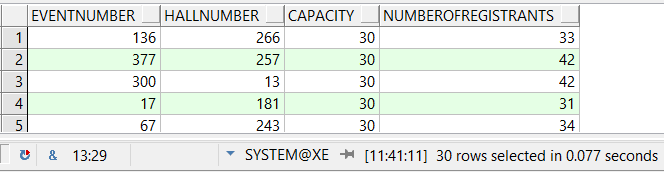 EVENTNUMBER HALLNUMBER CAPACITY NUMBEROFREGISTRANTS
1 136 266 30 33
2 377 257 30 42
3 300 13 30 42
4 17 181 30 31
5 67 243 30 34
& 13:29 SYSTEM@XE [11:41:11] 30 rows selected in 0.077 seconds